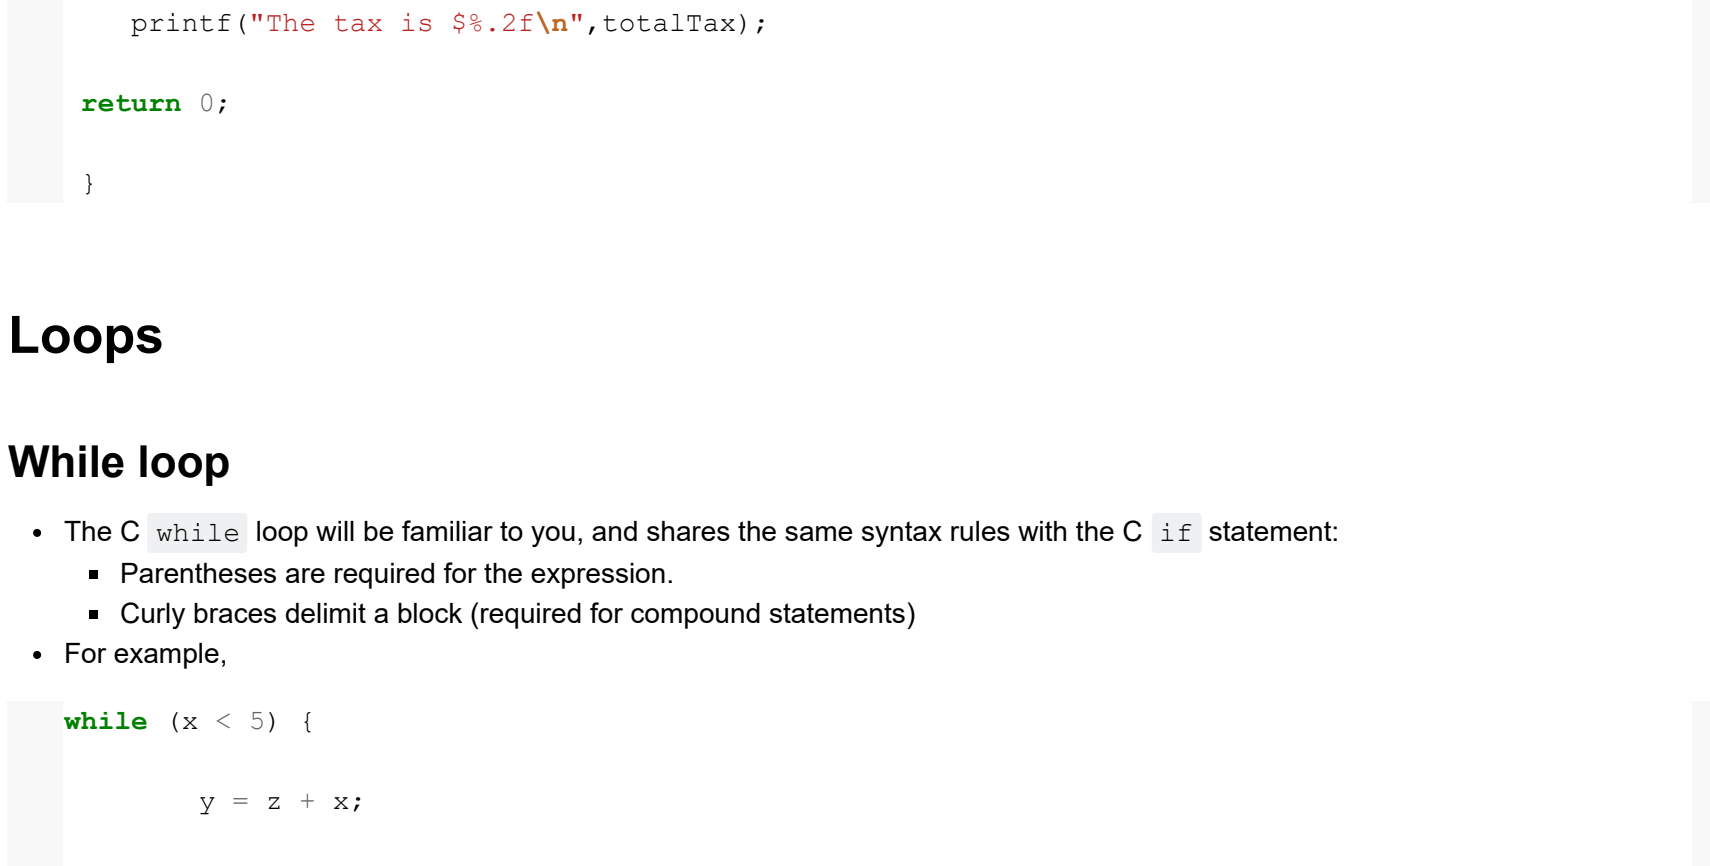 printf("The tax is $%.2f\n",totalTax);
return 0;
}
Loops
While loop
• The C while loop will be familiar to you, and shares the same syntax rules with the C if statement:
▪ Parentheses are required for the expression.
▪ Curly braces delimit a block (required for compound statements)
• For example,
while (x < 5) {
y = z + x;